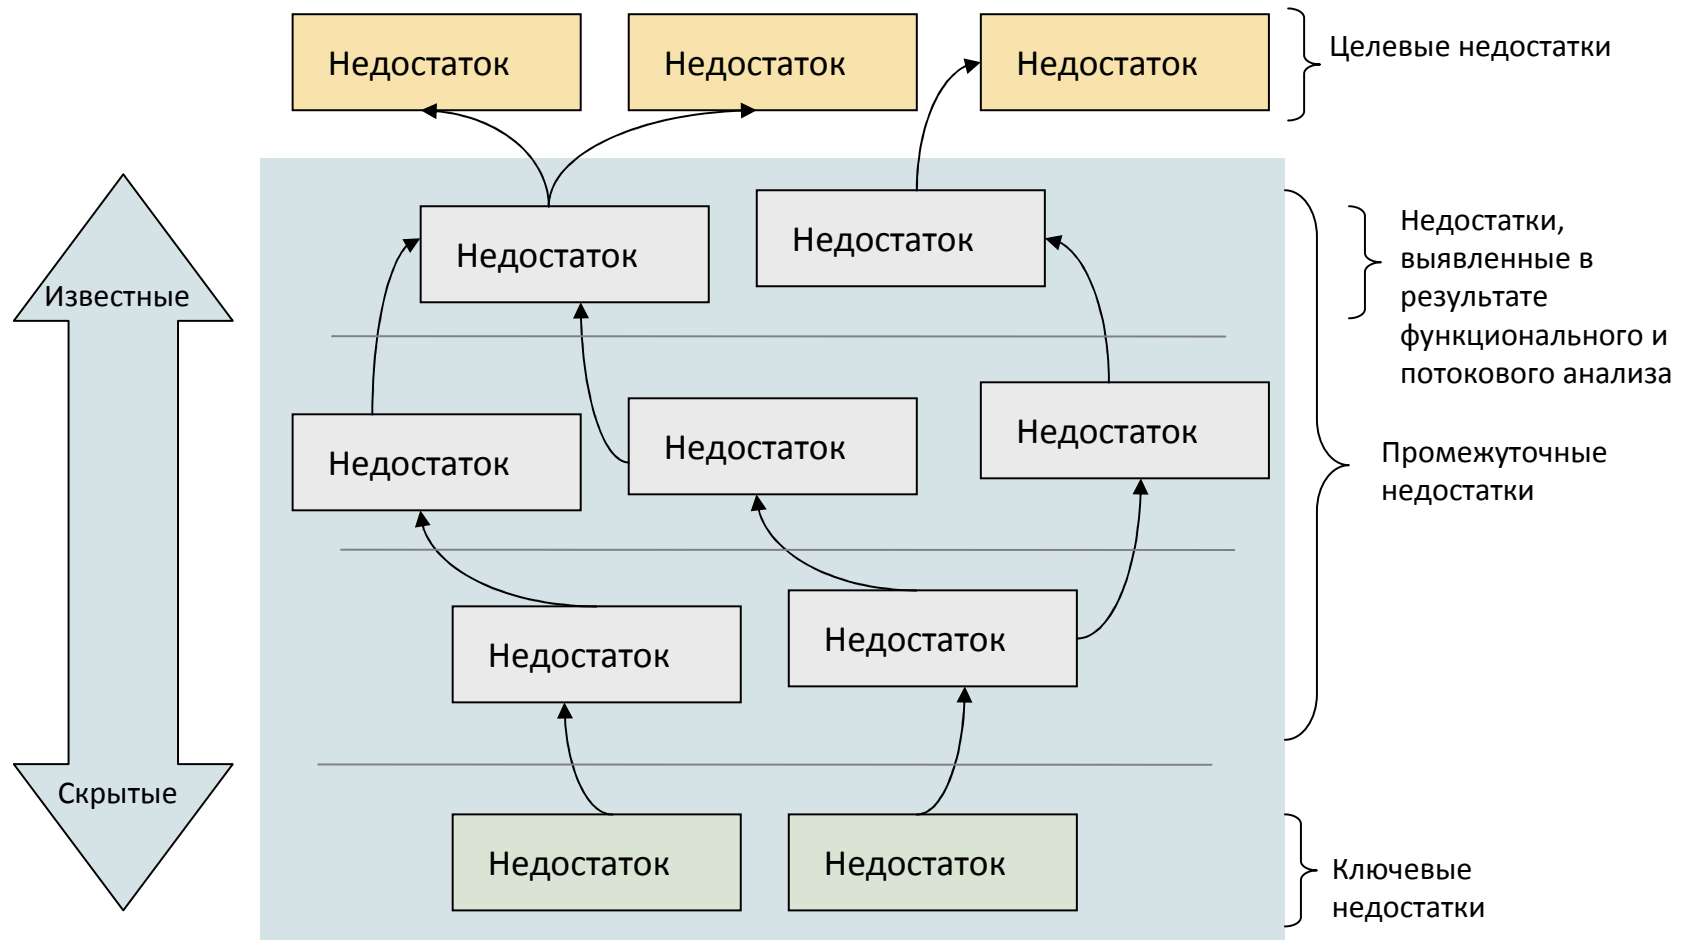 Недостаток
Недостаток
Недостаток
Целевые недостатки
Недостаток
Недостаток
Недостатки,
выявленные в
результате
функционального и
потокового анализа
Известные
Недостаток
Недостаток
Недостаток
Промежуточные
недостатки
Недостаток
Недостаток
Скрытые
Недостаток
Недостаток
Ключевые
недостатки